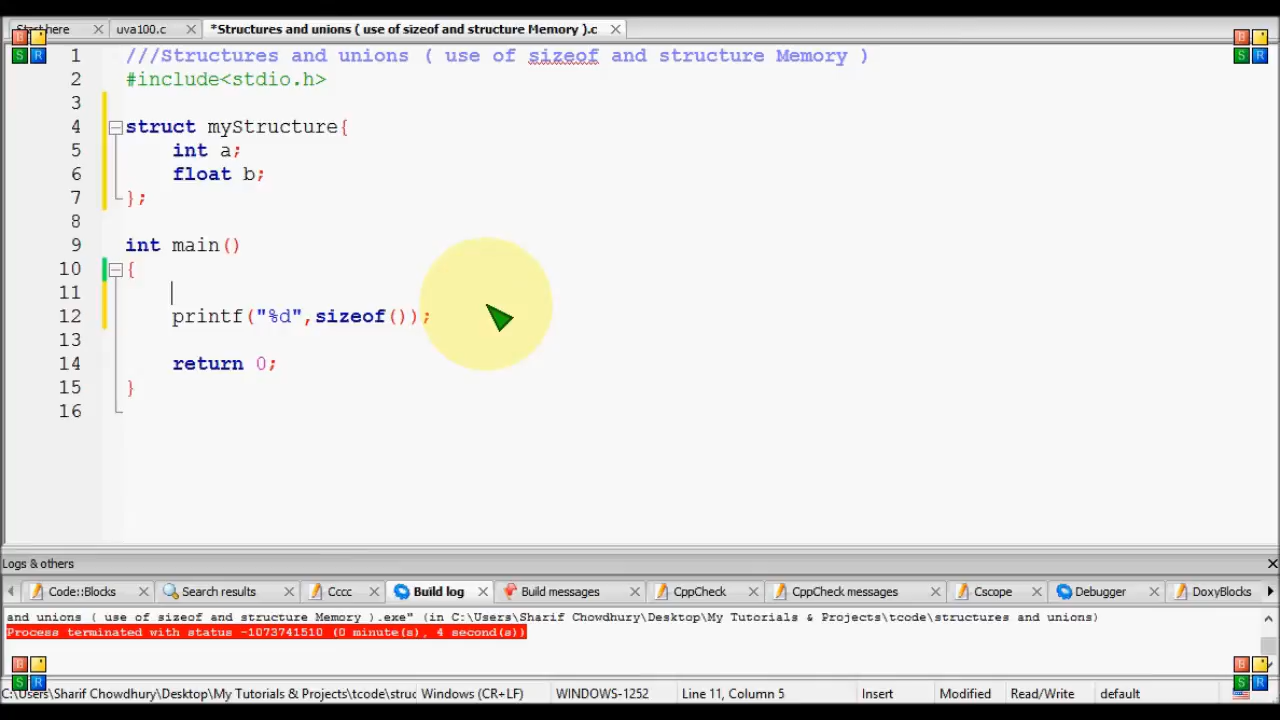 Start here uva100.c *Structures and unions ( use of sizeof and structure Memory ).c
1 ///Structures and unions ( use of sizeof and structure Memory )
2 #include<stdio.h>
3
4 struct myStructure{
5 int a;
6 float b;
7 };
8
9 int main()
10 {
11
12 printf("%d",sizeof());
13
14 return 0;
15 }
16
Logs & others
Code::Blocks Search results Cccc Build log Build messages CppCheck CppCheck messages Cscope Debugger DoxyBlocks
and unions ( use of sizeof and structure Memory ).exe" (in C:\Users\Sharif Chowdhury\Desktop\My Tutorials & Projects\tcode\structures and unions)
Process terminated with status -1073741510 (0 minute(s), 4 second(s))
C:\Users\Sharif Chowdhury\Desktop\My Tutorials & Projects\tcode\struc Windows (CR+LF) WINDOWS-1252 Line 11, Column 5 Insert Modified Read/Write default